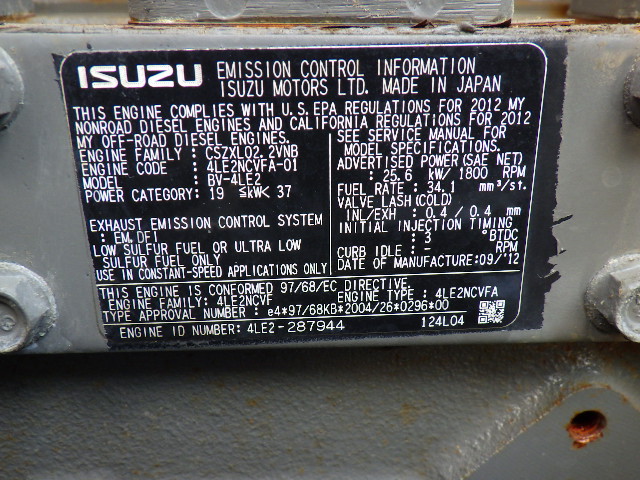 ISUZU EMISSION CONTROL INFORMATION
ISUZU MOTORS LTD. MADE IN JAPAN
THIS ENGINE COMPLIES WITH U.S.EPA REGULATIONS FOR 2012 MY
NONROAD DIESEL ENGINES AND CALIFORNIA REGULATIONS FOR 2012
MY OFF-ROAD DIESEL ENGINES.
ENGINE FAMILY : CSZXL02.2VNB
ENGINE CODE : 4LE2NCVFA-01
MODEL : BV-4LE2
POWER CATEGORY: 19 ≤kW< 37
EXHAUST EMISSION CONTROL SYSTEM
: EM,DFI
LOW SULFUR FUEL OR ULTRA LOW
SULFUR FUEL ONLY
USE IN CONSTANT-SPEED APPLICATIONS ONLY
SEE SERVICE MANUAL FOR
MODEL SPECIFICATIONS.
ADVERTISED POWER(SAE NET)
: 25.6 kW/ 1800 RPM
FUEL RATE: 34.1 mm³/st.
VALVE LASH(COLD)
INL/EXH : 0.4/ 0.4 mm
INITIAL INJECTION TIMING
: 3 °BTDC
CURB IDLE: - RPM
DATE OF MANUFACTURE:09/'12
THIS ENGINE IS CONFORMED 97/68/EC DIRECTIVE
ENGINE FAMILY: 4LE2NCVF ENGINE TYPE : 4LE2NCVFA
TYPE APPROVAL NUMBER : e4*97/68KB*2004/26*0296*00
ENGINE ID NUMBER: 4LE2-287944 124L04